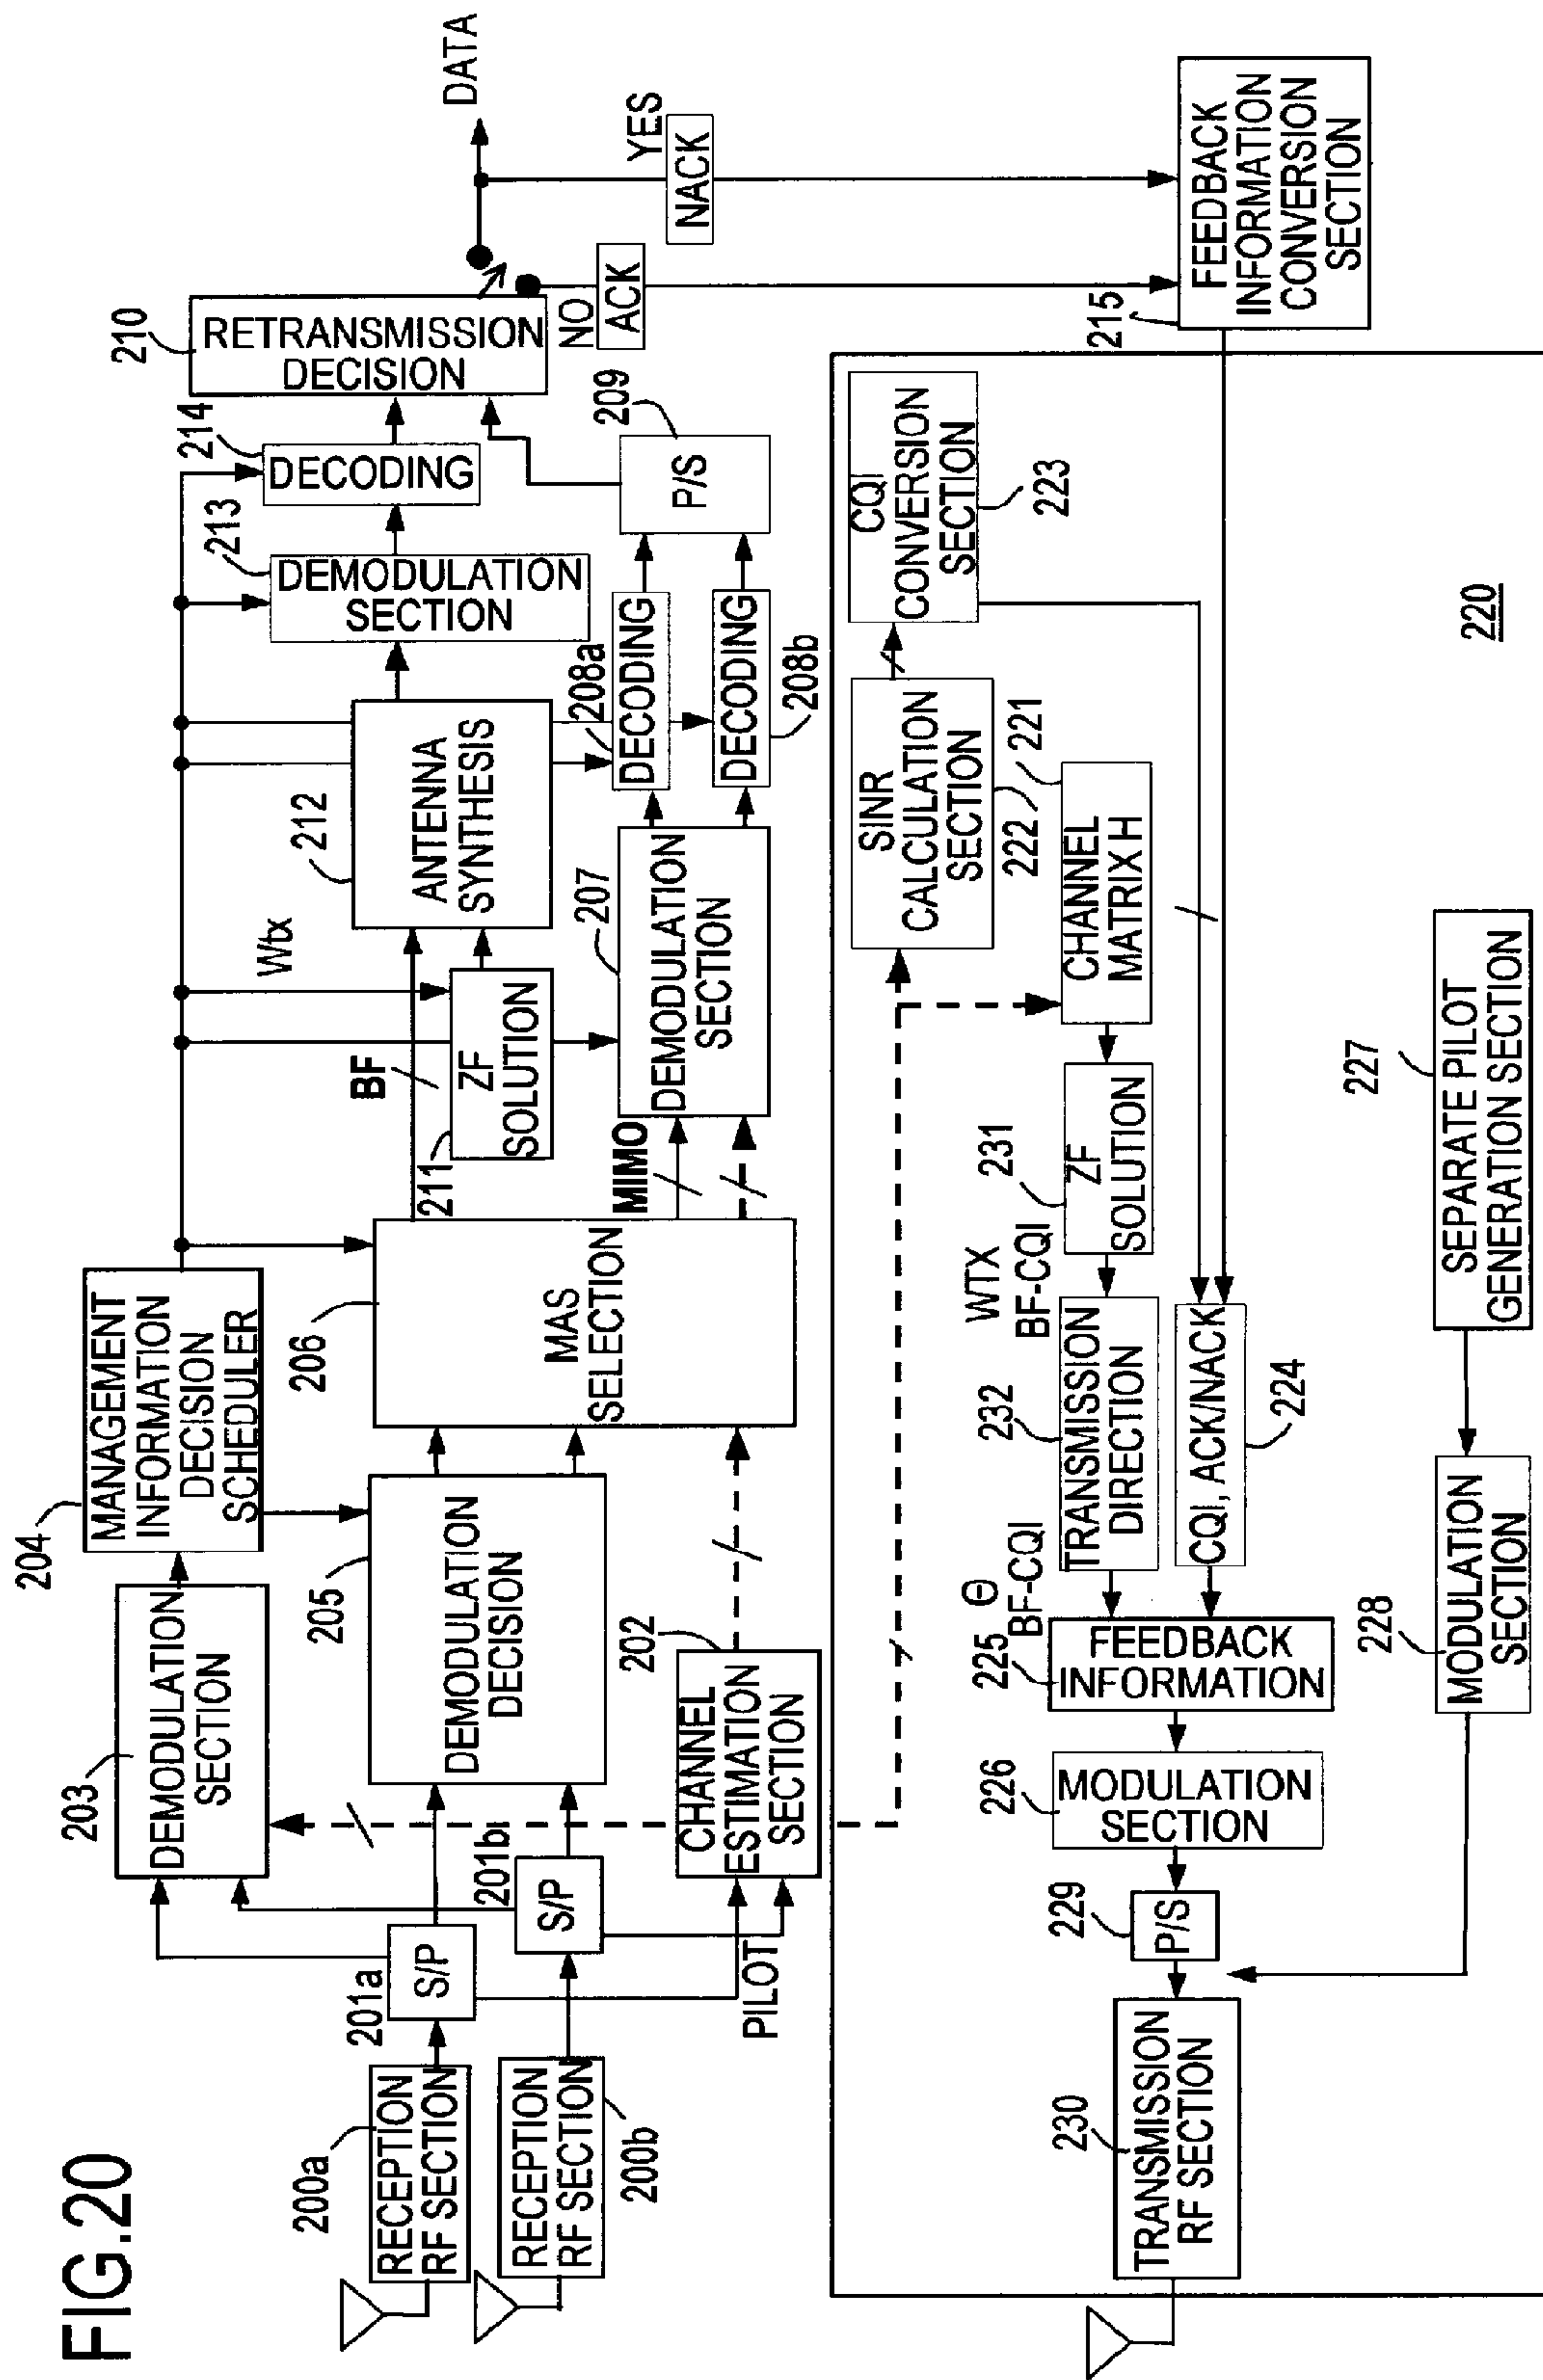 FIG.20
200a
RECEPTION
RF SECTION
RECEPTION
RF SECTION
200b
201a
S/P
201b
S/P
PILOT
203
DEMODULATION
SECTION
204
MANAGEMENT
INFORMATION
DECISION
SCHEDULER
205
DEMODULATION
DECISION
202
CHANNEL
ESTIMATION
SECTION
206
MAS
SELECTION
BF
211
ZF
SOLUTION
MIMO
Wtx
212
ANTENNA
SYNTHESIS
207
DEMODULATION
SECTION
213
DEMODULATION
SECTION
214
DECODING
208a
DECODING
DECODING
208b
209
P/S
210
RETRANSMISSION
DECISION
NO
ACK
YES
NACK
DATA
215
FEEDBACK
INFORMATION
CONVERSION
SECTION
220
SINR
CALCULATION
SECTION
222
CQI
CONVERSION
SECTION
223
221
CHANNEL
MATRIX H
231
ZF
SOLUTION
WTX
BF-CQI
232
TRANSMISSION
DIRECTION
CQI, ACK/NACK
224
Θ
BF-CQI
225
FEEDBACK
INFORMATION
226
MODULATION
SECTION
229
P/S
230
TRANSMISSION
RF SECTION
227
SEPARATE PILOT
GENERATION SECTION
228
MODULATION
SECTION